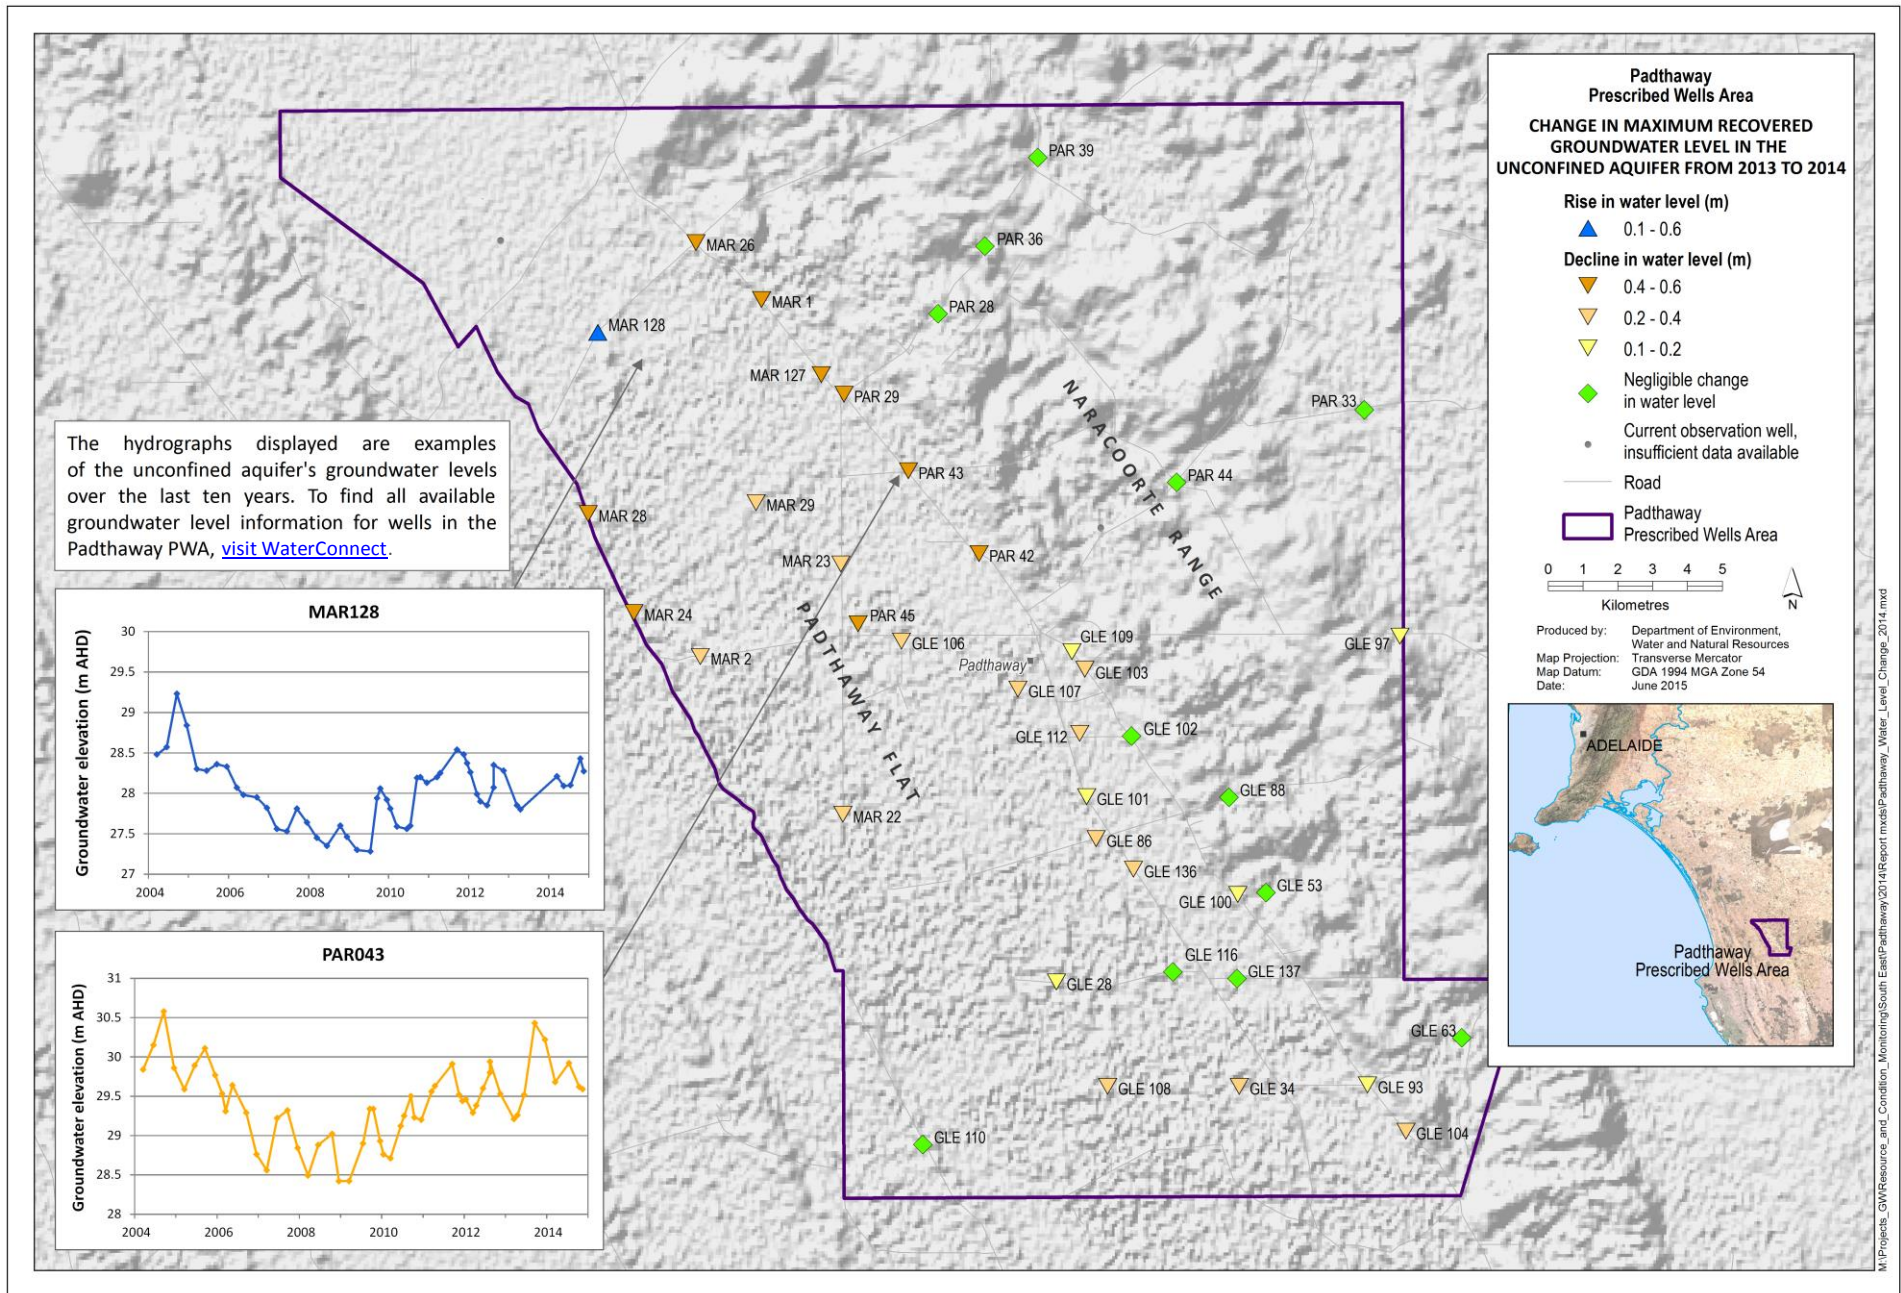 Padthaway
Prescribed Wells Area
CHANGE IN MAXIMUM RECOVERED
GROUNDWATER LEVEL IN THE
UNCONFINED AQUIFER FROM 2013 TO 2014
Rise in water level (m)
0.1 - 0.6
Decline in water level (m)
0.4 - 0.6
0.2 - 0.4
0.1 - 0.2
Negligible change
in water level
Current observation well,
insufficient data available
Road
Padthaway
Prescribed Wells Area
0 1 2 3 4 5
Kilometres
N
Produced by: Department of Environment,
Water and Natural Resources
Map Projection: Transverse Mercator
Map Datum: GDA 1994 MGA Zone 54
Date: June 2015
ADELAIDE
Padthaway
Prescribed Wells Area
PAR 39
PAR 36
MAR 26
MAR 1
PAR 28
MAR 128
MAR 127
PAR 29
PAR 33
PAR 43
PAR 44
MAR 29
MAR 28
PAR 42
MAR 23
MAR 24
PAR 45
GLE 106
GLE 109
GLE 97
MAR 2
Padthaway
GLE 103
GLE 107
GLE 112
GLE 102
GLE 101
GLE 88
MAR 22
GLE 86
GLE 136
GLE 100
GLE 53
GLE 116
GLE 137
GLE 28
GLE 63
GLE 108
GLE 34
GLE 93
GLE 104
GLE 110
NARACOORTE RANGE
PADTHAWAY FLAT
The hydrographs displayed are examples
of the unconfined aquifer's groundwater levels
over the last ten years. To find all available
groundwater level information for wells in the
Padthaway PWA, visit WaterConnect.
MAR128
Groundwater elevation (m AHD)
30
29.5
29
28.5
28
27.5
27
2004 2006 2008 2010 2012 2014
PAR043
Groundwater elevation (m AHD)
31
30.5
30
29.5
29
28.5
28
2004 2006 2008 2010 2012 2014
M:\Projects_GW\Resource_and_Condition_Monitoring\South East\Padthaway\2014\Report mxds\Padthaway_Water_Level_Change_2014.mxd